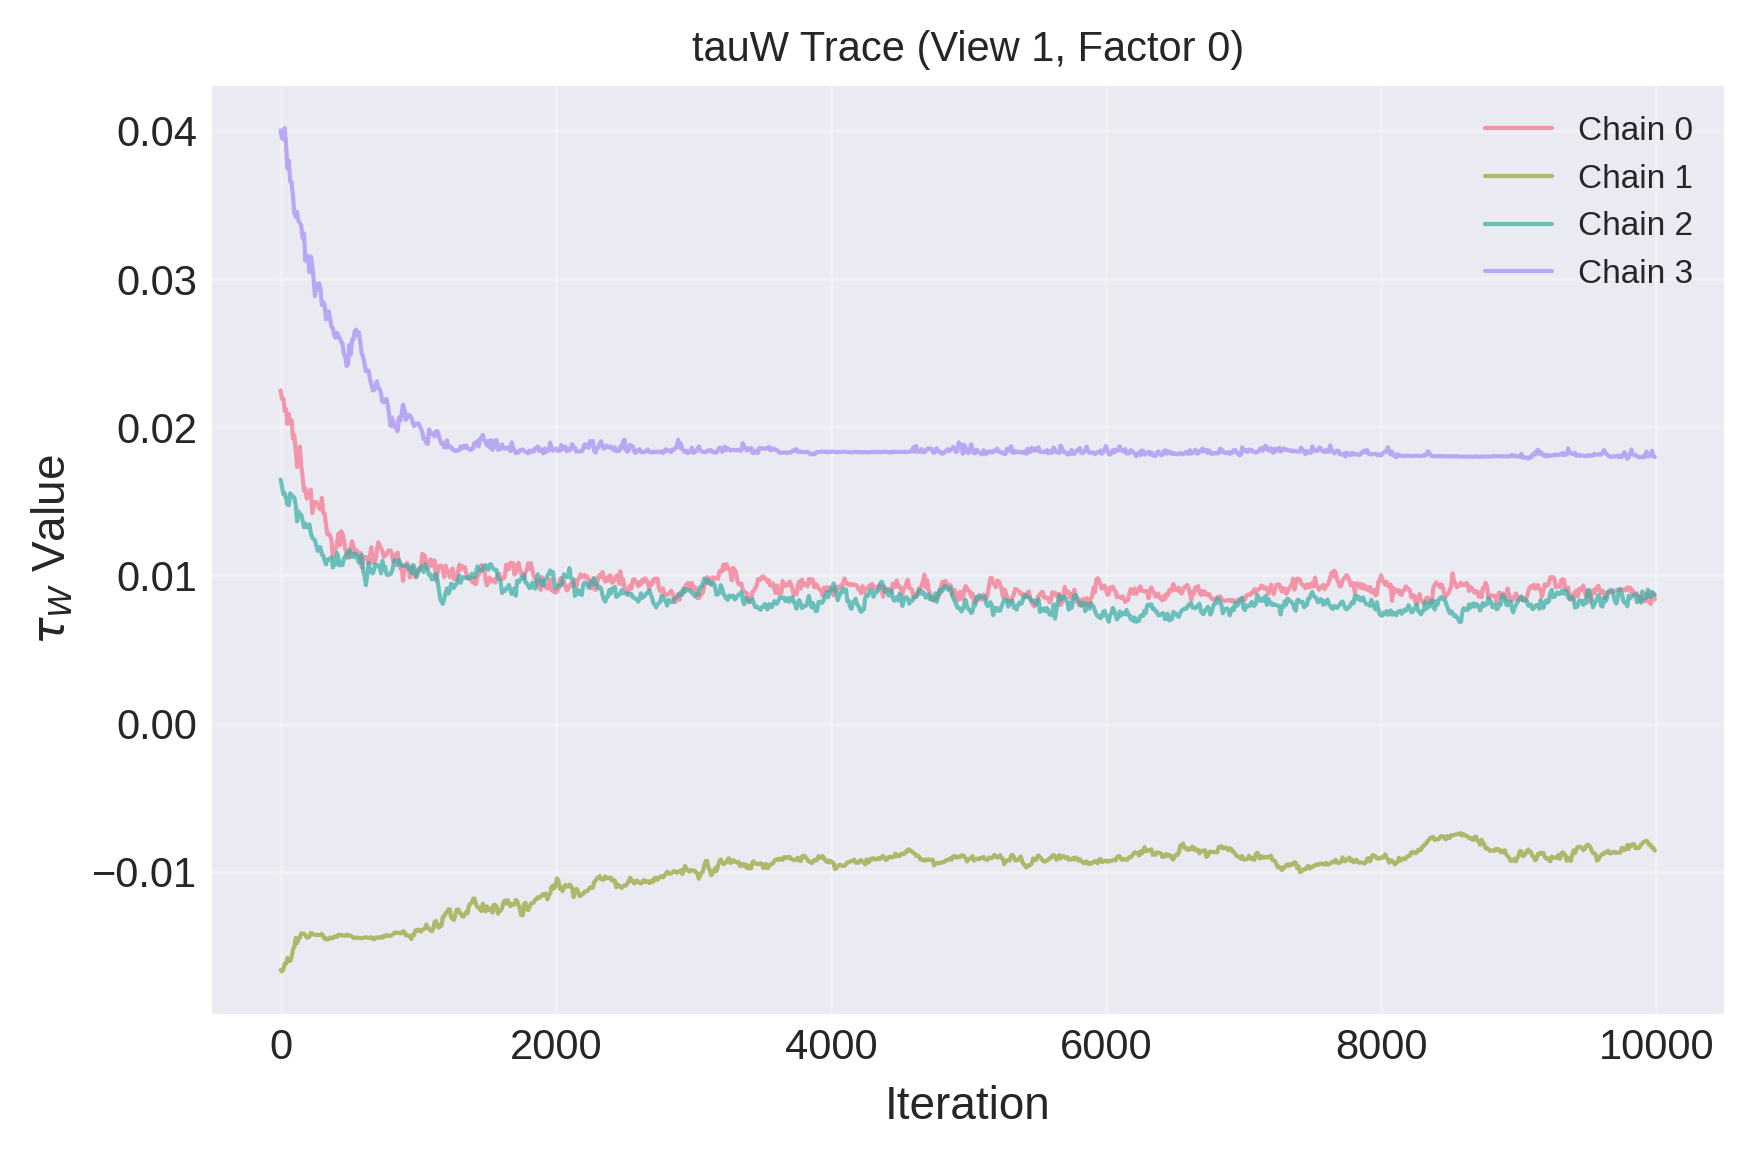 tauW Trace (View 1, Factor 0)
0.04
0.03
0.02
0.01
0.00
−0.01
τW Value
Chain 0
Chain 1
Chain 2
Chain 3
0 2000 4000 6000 8000 10000
Iteration